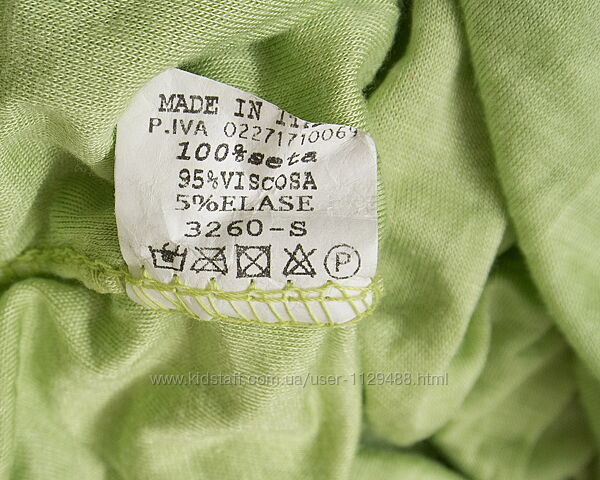 MADE IN
P.IVA 02271710069
100%seta
95%VISCOSA
5%ELASE
3260-S
P
www.kidstaff.com.ua/user-1129488.html